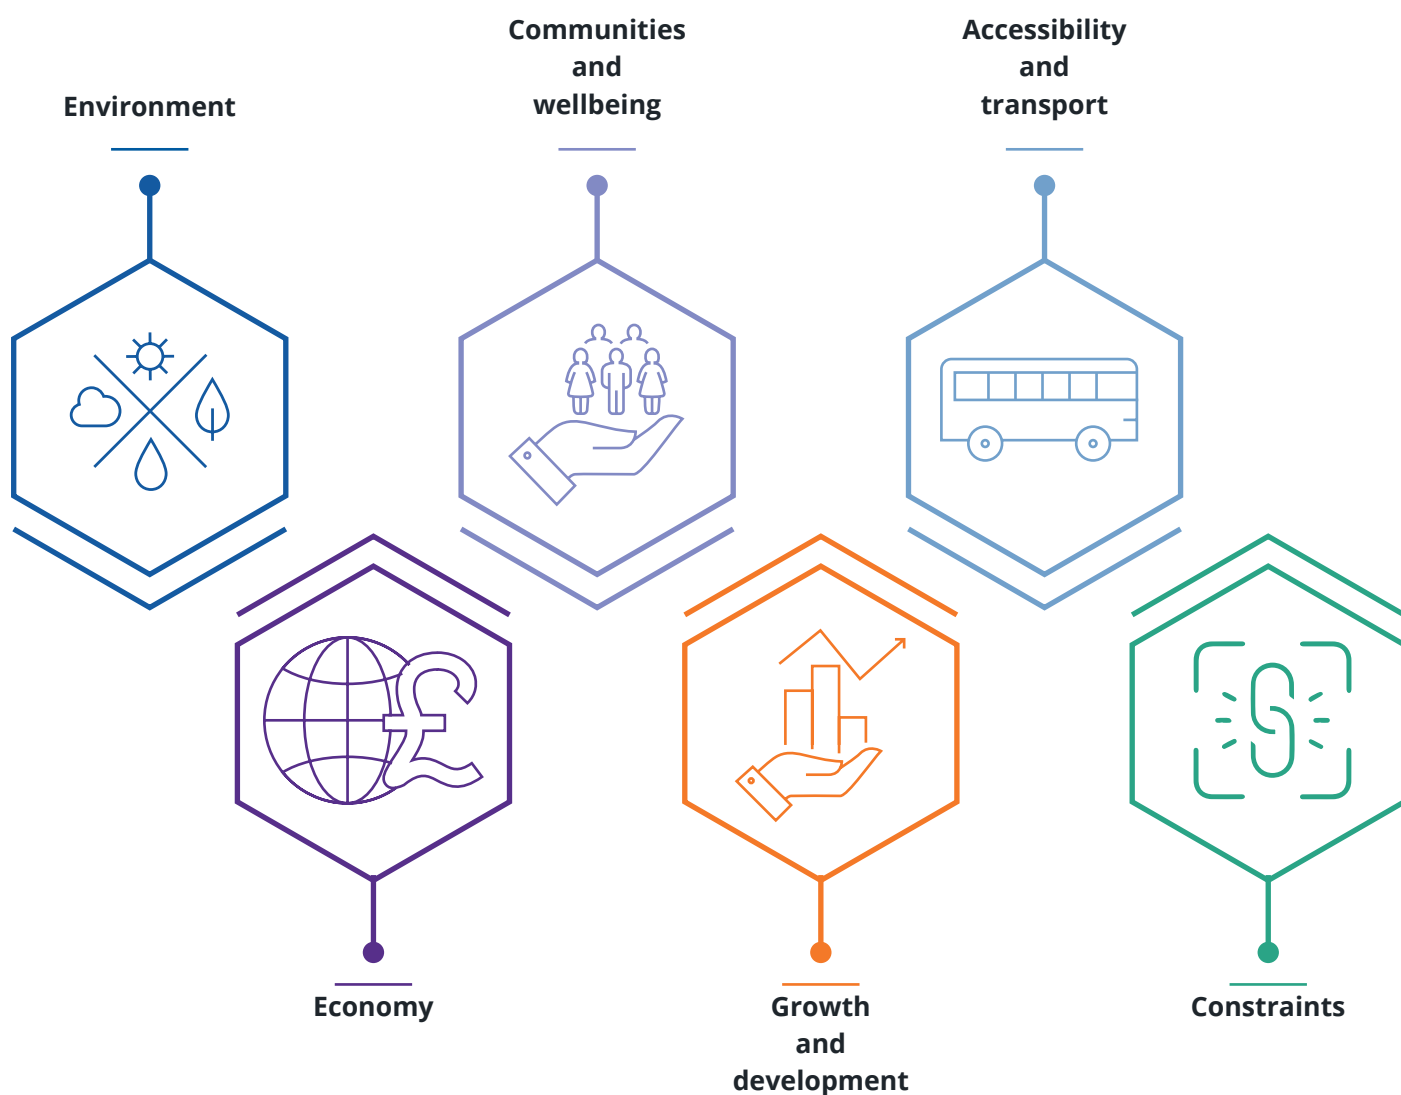 Communities
and
wellbeing
Accessibility
and
transport
Environment
Economy
Growth
and
development
Constraints